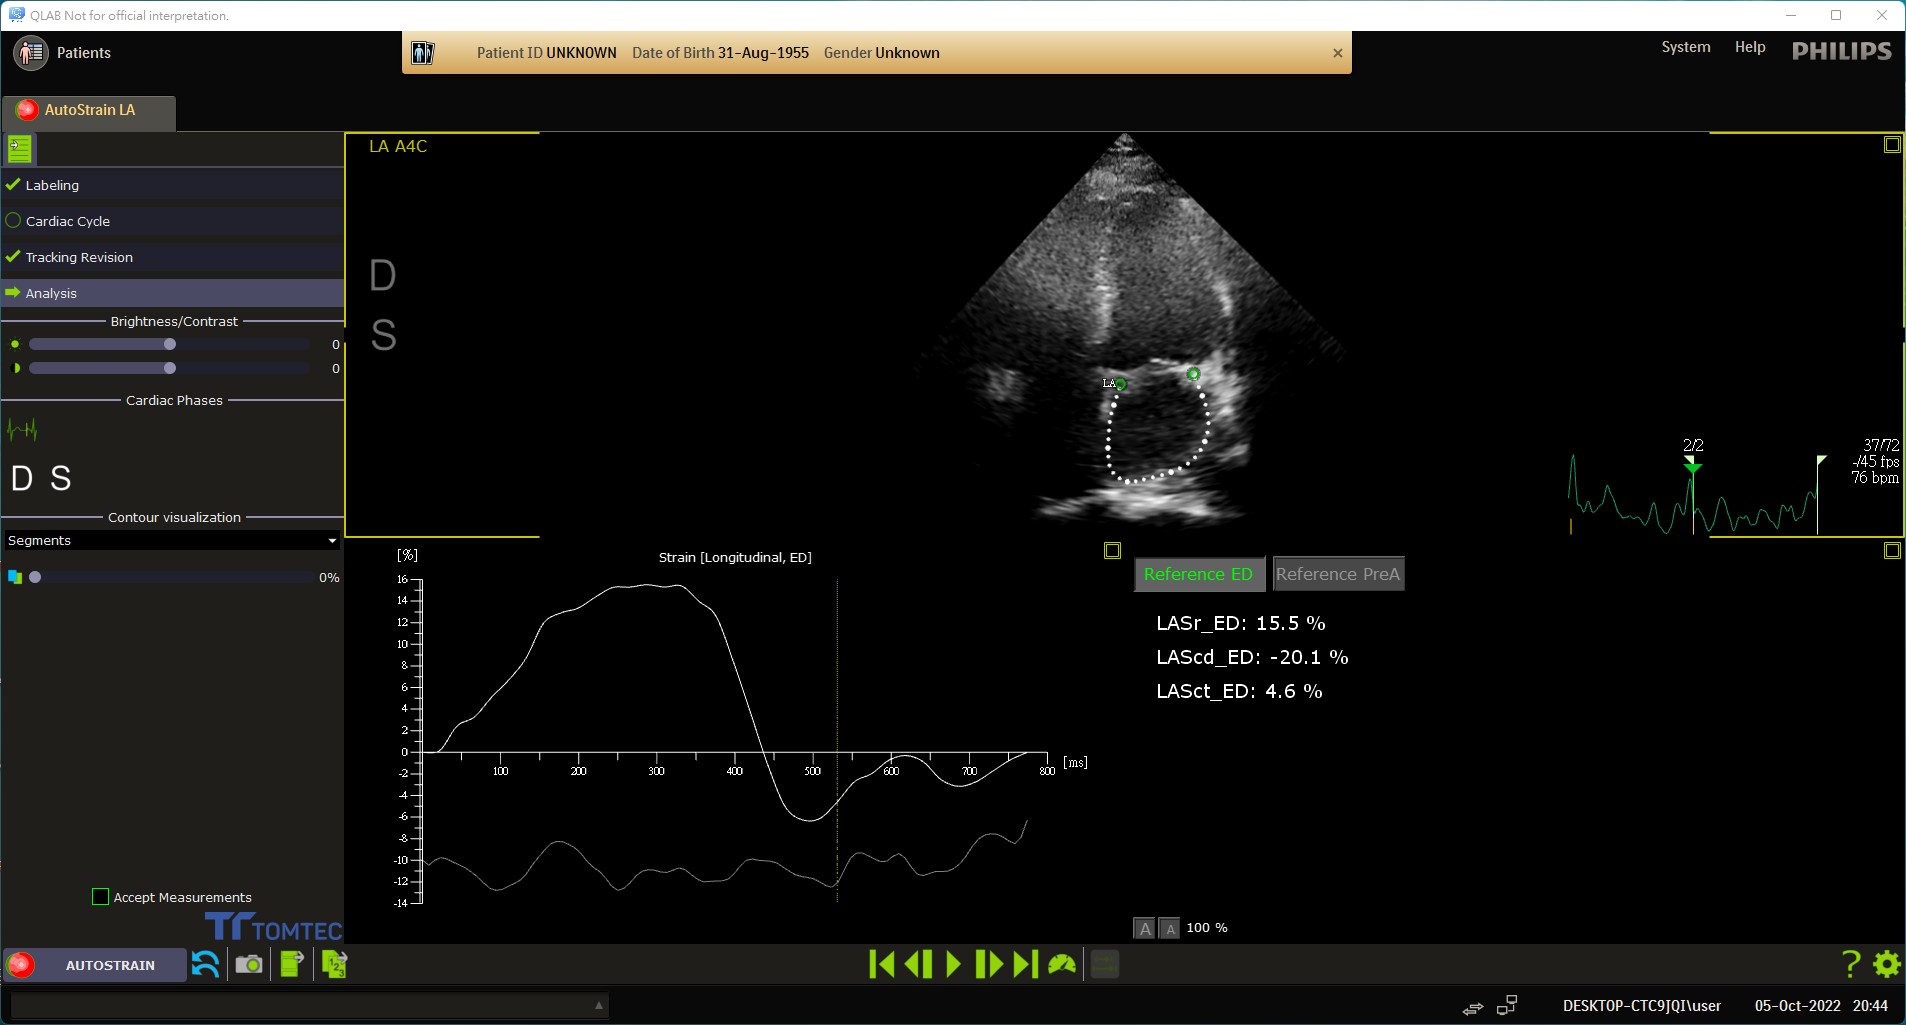 QLAB Not for official interpretation.
Patients
Patient ID UNKNOWN Date of Birth 31-Aug-1955 Gender Unknown
System Help PHILIPS
AutoStrain LA
Labeling
Cardiac Cycle
Tracking Revision
Analysis
Brightness/Contrast
0
0
Cardiac Phases
D S
Contour visualization
Segments
0%
Accept Measurements
TOMTEC
LA A4C
D
S
LA
2/2
37/72
-/45 fps
76 bpm
[%]
Strain [Longitudinal, ED]
16
14
12
10
8
6
4
2
0
-2
-4
-6
-8
-10
-12
-14
100 200 300 400 500 600 700 800 [ms]
Reference ED Reference PreA
LASr_ED: 15.5 %
LAScd_ED: -20.1 %
LASct_ED: 4.6 %
A A 100 %
AUTOSTRAIN
1 2 3
?
DESKTOP-CTC9JQI\user 05-Oct-2022 20:44